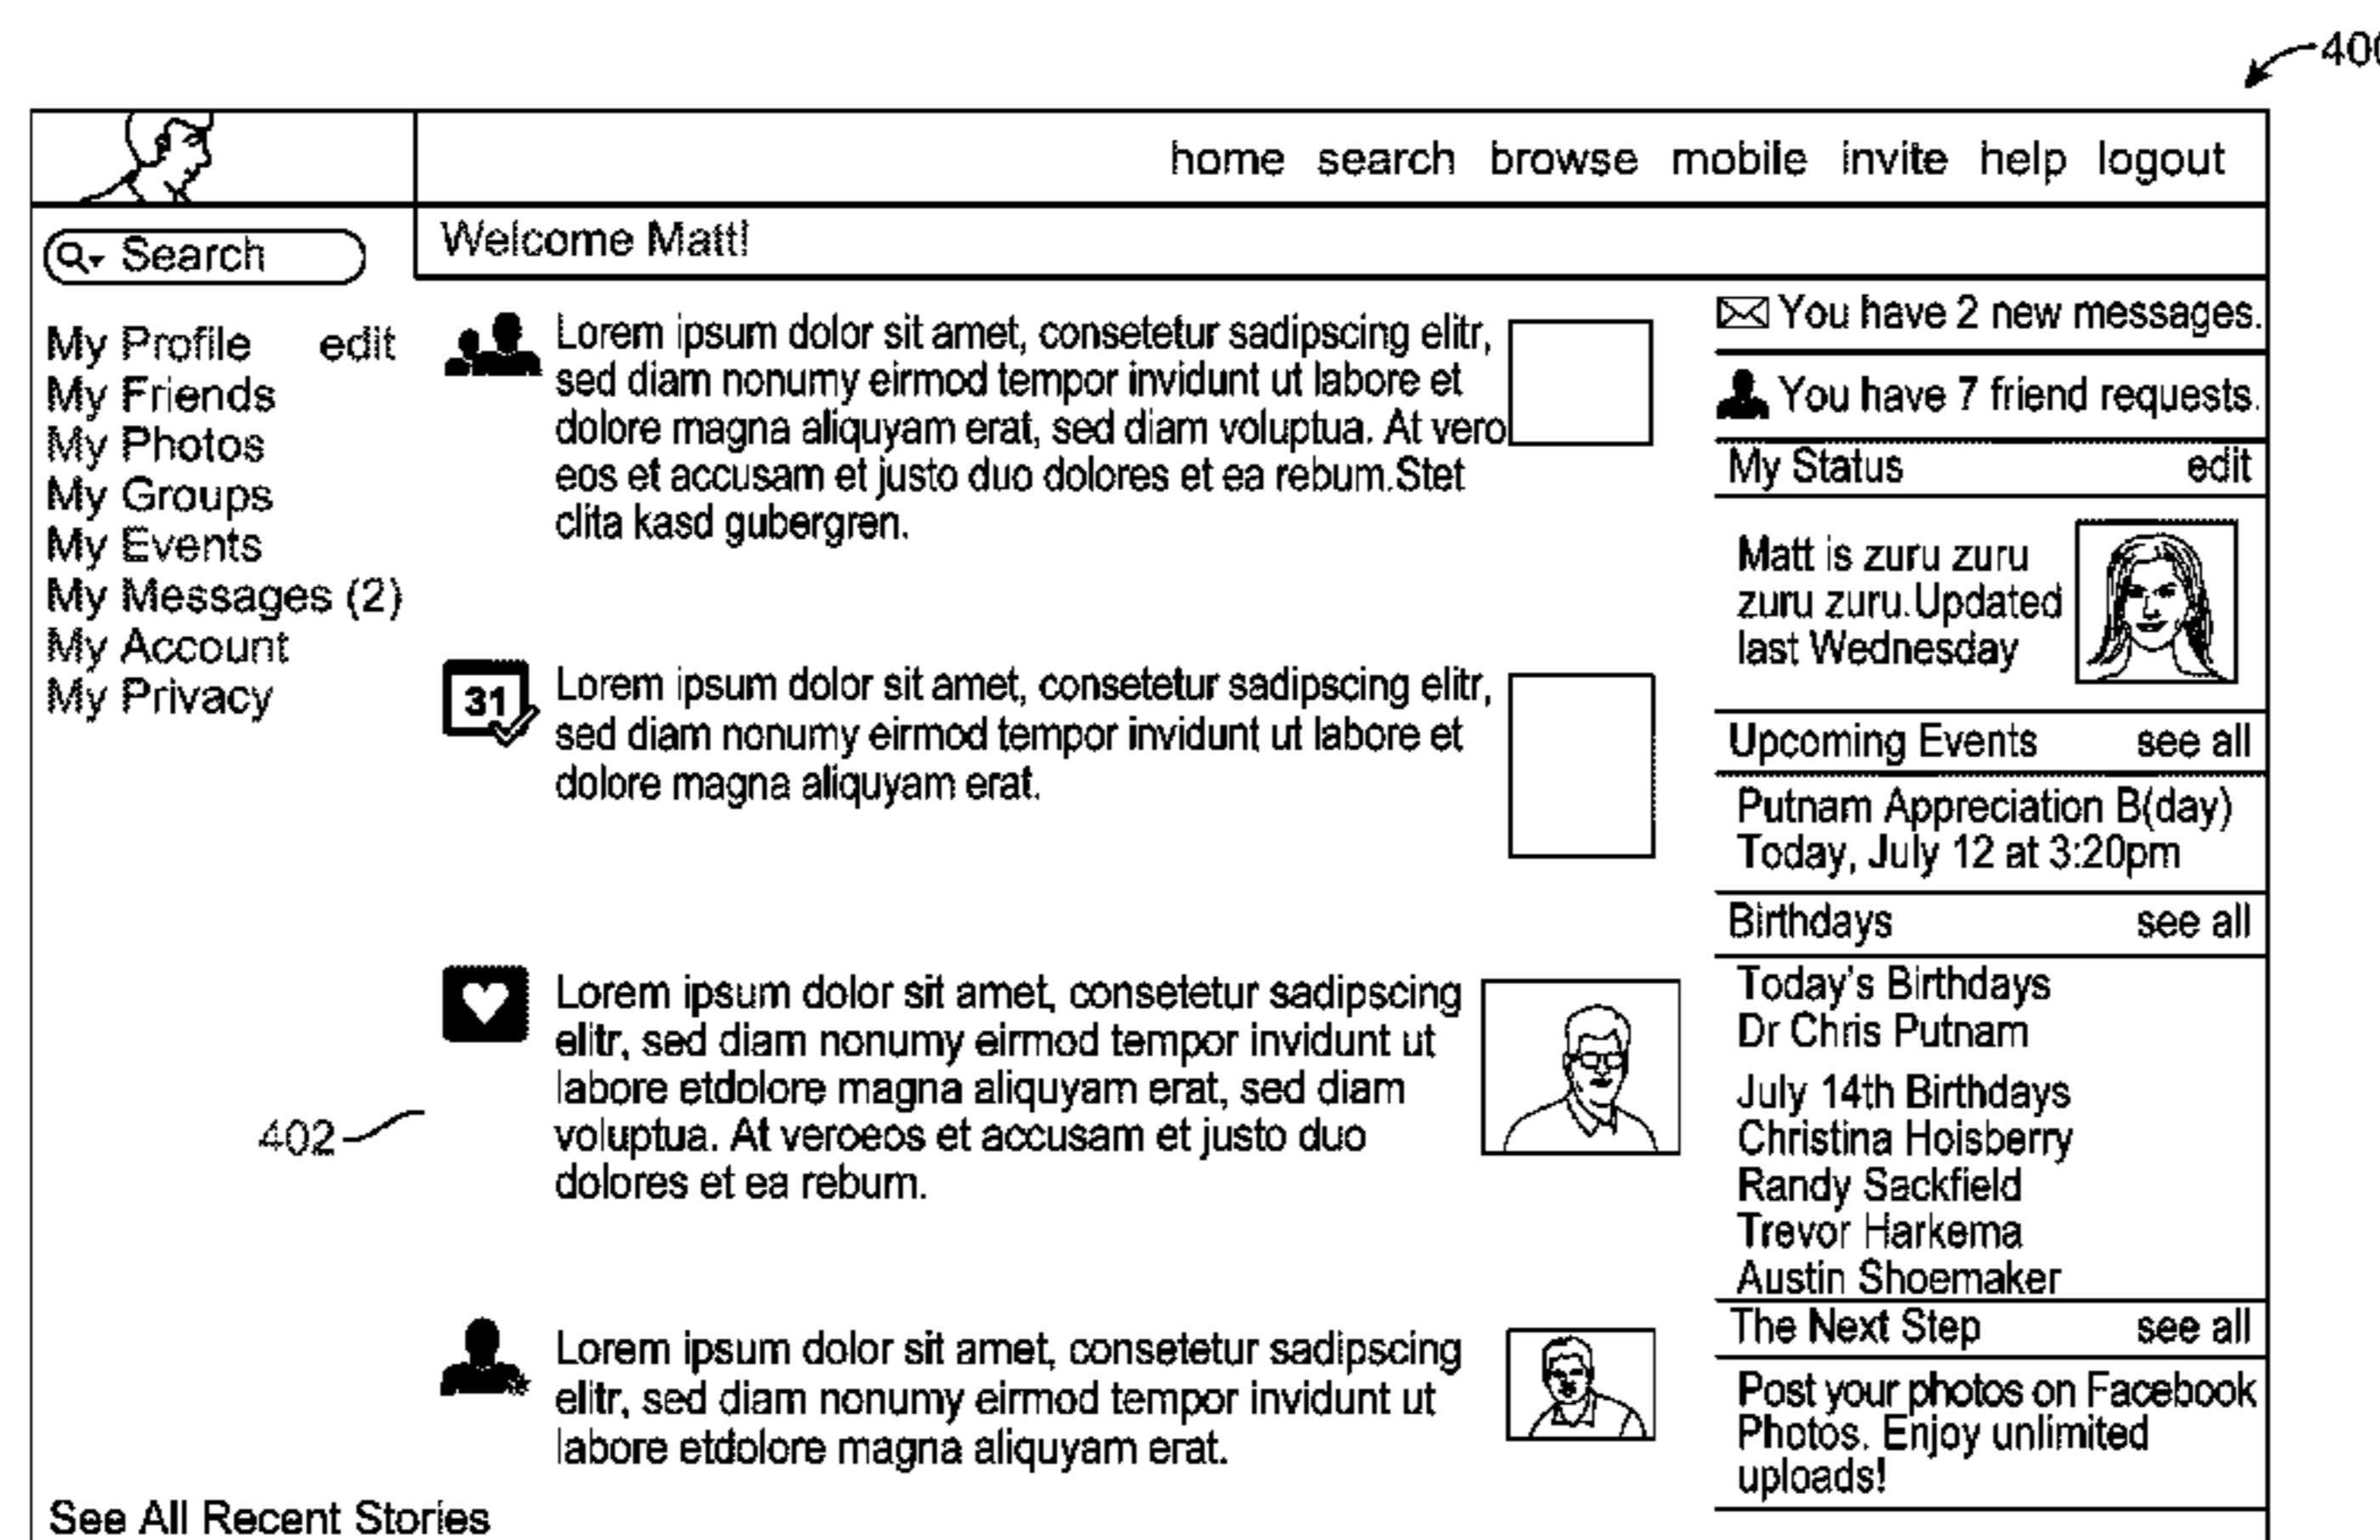 400
home search browse mobile invite help logout
Search
Welcome Matt!
My Profile edit
My Friends
My Photos
My Groups
My Events
My Messages (2)
My Account
My Privacy
Lorem ipsum dolor sit amet, consetetur sadipscing elitr,
sed diam nonumy eirmod tempor invidunt ut labore et
dolore magna aliquyam erat, sed diam voluptua. At vero
eos et accusam et justo duo dolores et ea rebum.Stet
clita kasd gubergren.
31
Lorem ipsum dolor sit amet, consetetur sadipscing elitr,
sed diam nonumy eirmod tempor invidunt ut labore et
dolore magna aliquyam erat.
402
Lorem ipsum dolor sit amet, consetetur sadipscing
elitr, sed diam nonumy eirmod tempor invidunt ut
labore etdolore magna aliquyam erat, sed diam
voluptua. At veroeos et accusam et justo duo
dolores et ea rebum.
Lorem ipsum dolor sit amet, consetetur sadipscing
elitr, sed diam nonumy eirmod tempor invidunt ut
labore etdolore magna aliquyam erat.
See All Recent Stories
You have 2 new messages.
You have 7 friend requests.
My Status edit
Matt is zuru zuru
zuru zuru.Updated
last Wednesday
Upcoming Events see all
Putnam Appreciation B(day)
Today, July 12 at 3:20pm
Birthdays see all
Today's Birthdays
Dr Chris Putnam
July 14th Birthdays
Christina Hoisberry
Randy Sackfield
Trevor Harkema
Austin Shoemaker
The Next Step see all
Post your photos on Facebook
Photos. Enjoy unlimited
uploads!